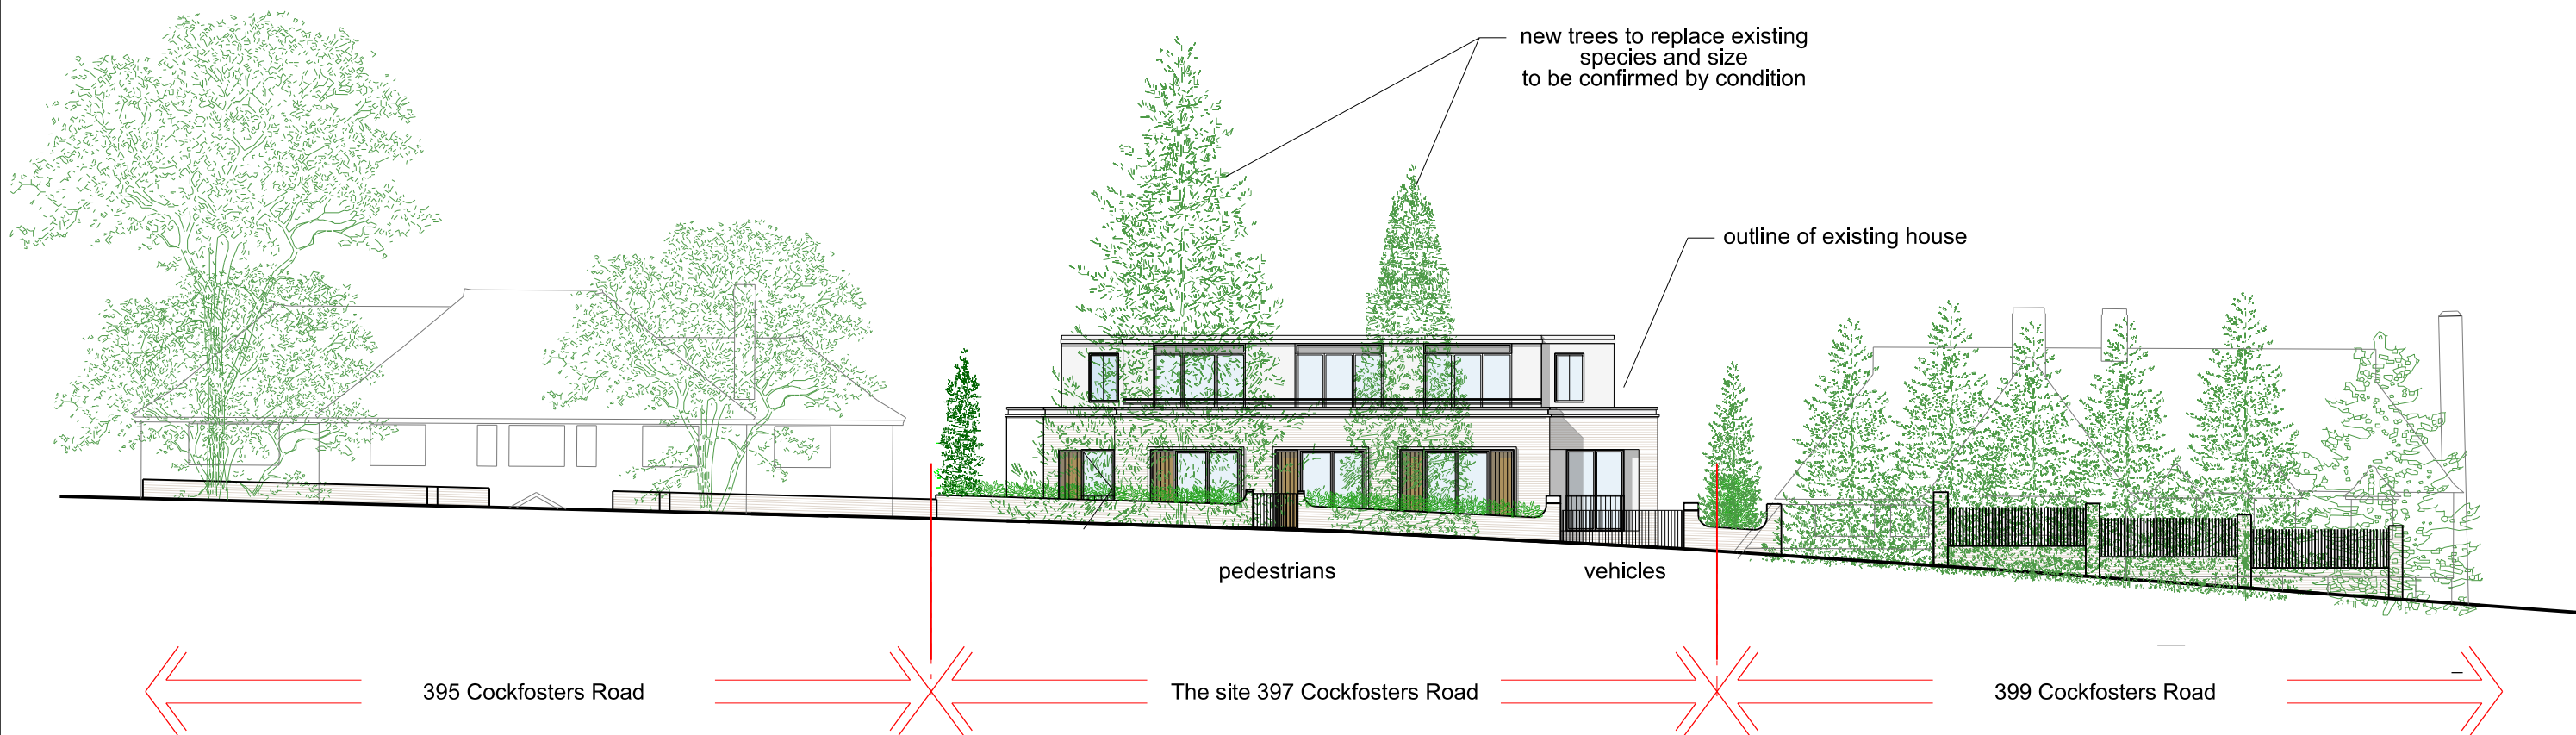 new trees to replace existing
species and size
to be confirmed by condition
outline of existing house
pedestrians
vehicles
395 Cockfosters Road
The site 397 Cockfosters Road
399 Cockfosters Road